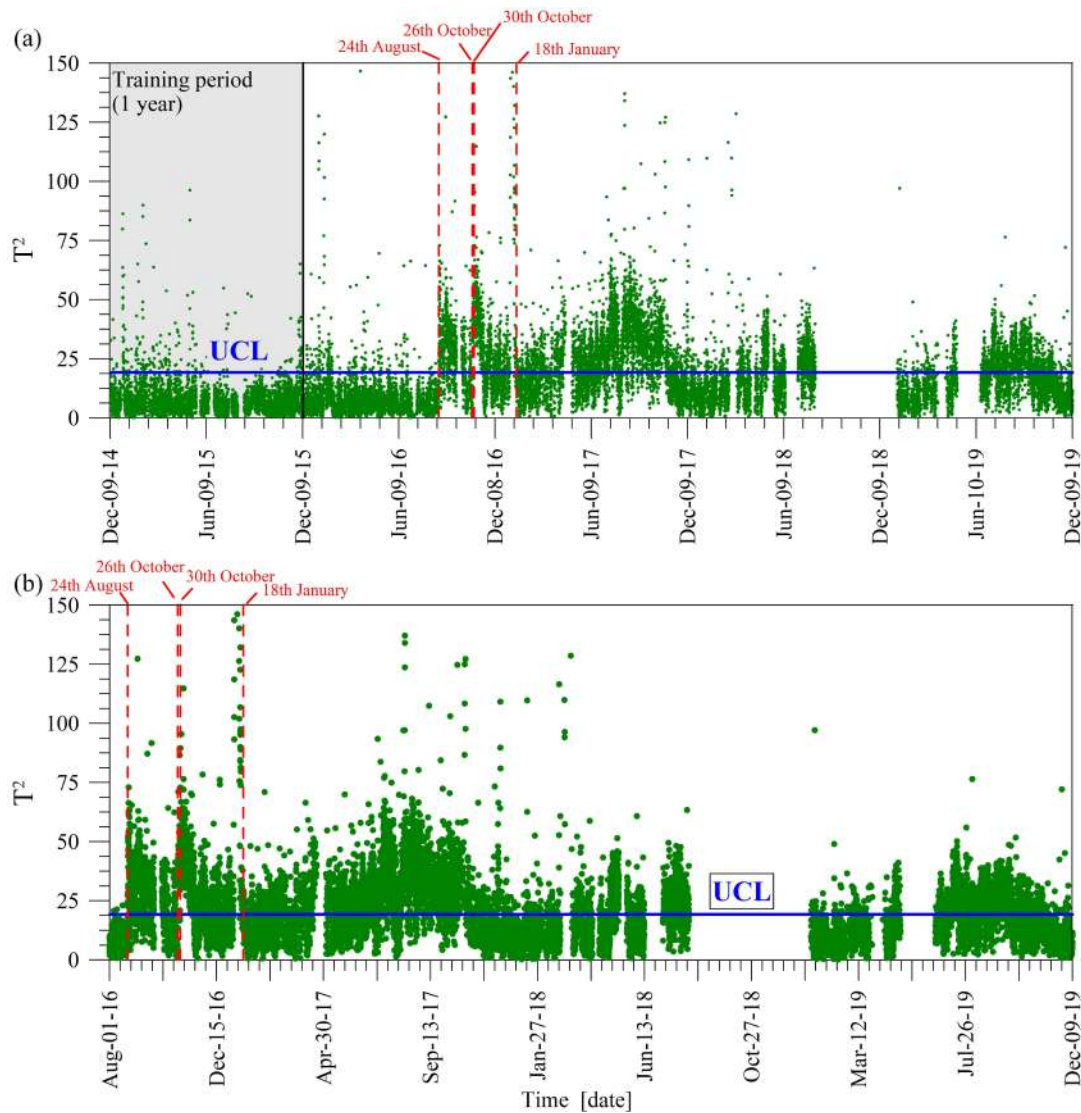 (a)
26th October
30th October
24th August
18th January
Training period
(1 year)
UCL
T²
150
125
100
75
50
25
0
Dec-09-14
Jun-09-15
Dec-09-15
Jun-09-16
Dec-08-16
Jun-09-17
Dec-09-17
Jun-09-18
Dec-09-18
Jun-10-19
Dec-09-19
(b)
26th October
30th October
24th August
18th January
UCL
T²
150
125
100
75
50
25
0
Aug-01-16
Dec-15-16
Apr-30-17
Sep-13-17
Jan-27-18
Jun-13-18
Oct-27-18
Mar-12-19
Jul-26-19
Dec-09-19
Time [date]